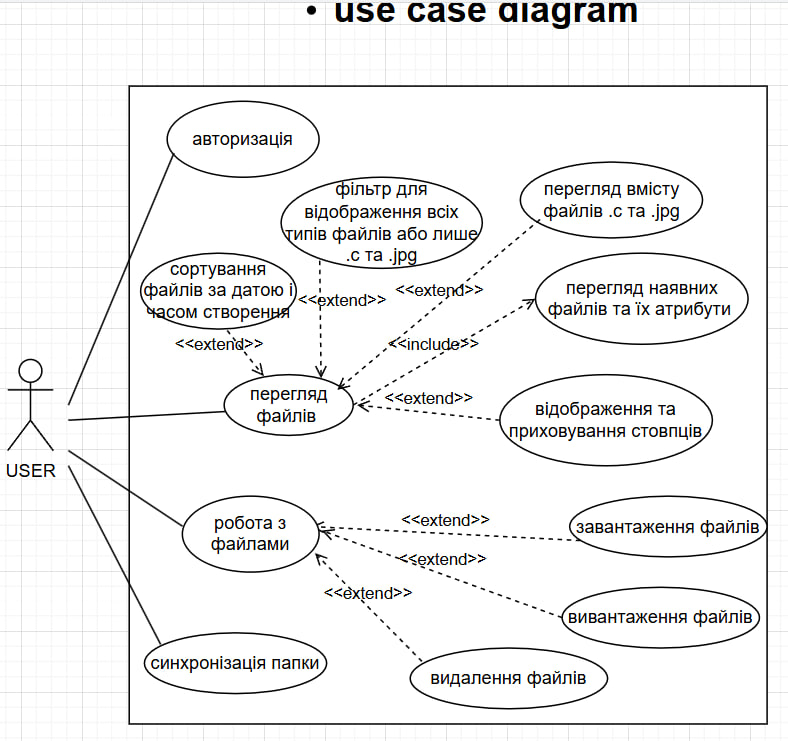 • use case diagram
авторизація
фільтр для
відображення всіх
типів файлів або лише
.c та .jpg
перегляд вмісту
файлів .c та .jpg
сортування
файлів за датою і
часом створення
<<extend>>
<<extend>>
перегляд наявних
файлів та їх атрибути
<<extend>>
<<include>>
перегляд
файлів
<<extend>>
відображення та
приховування стовпців
USER
робота з
файлами
<<extend>>
завантаження файлів
<<extend>>
<<extend>>
вивантаження файлів
синхронізація папки
видалення файлів